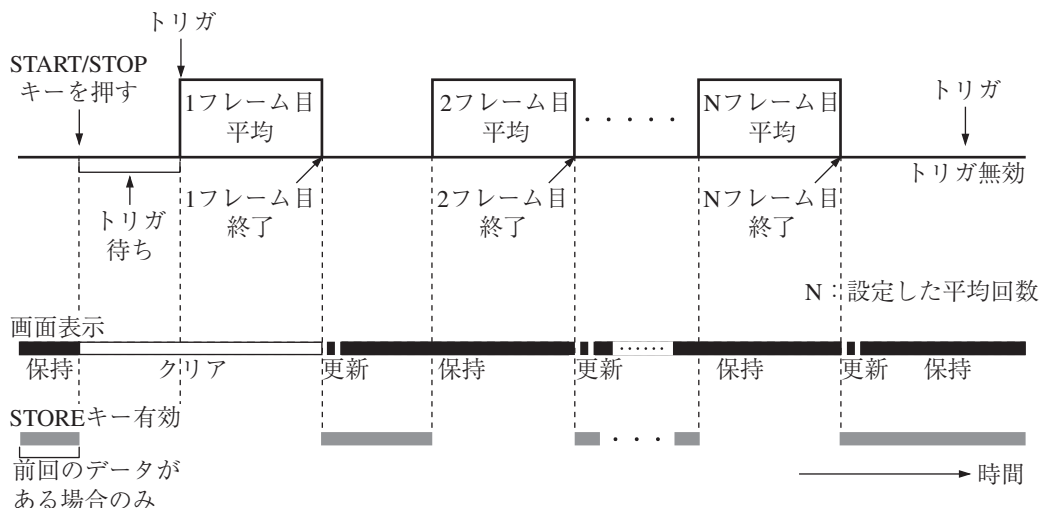 トリガ
START/STOP
キーを押す
1フレーム目
平均
2フレーム目
平均
・・・・・
Nフレーム目
平均
トリガ
トリガ無効
トリガ
待ち
1フレーム目
終了
2フレーム目
終了
Nフレーム目
終了
N：設定した平均回数
画面表示
保持
クリア
更新
保持
更新
保持
更新
保持
STOREキー有効
・・・
前回のデータが
ある場合のみ
時間